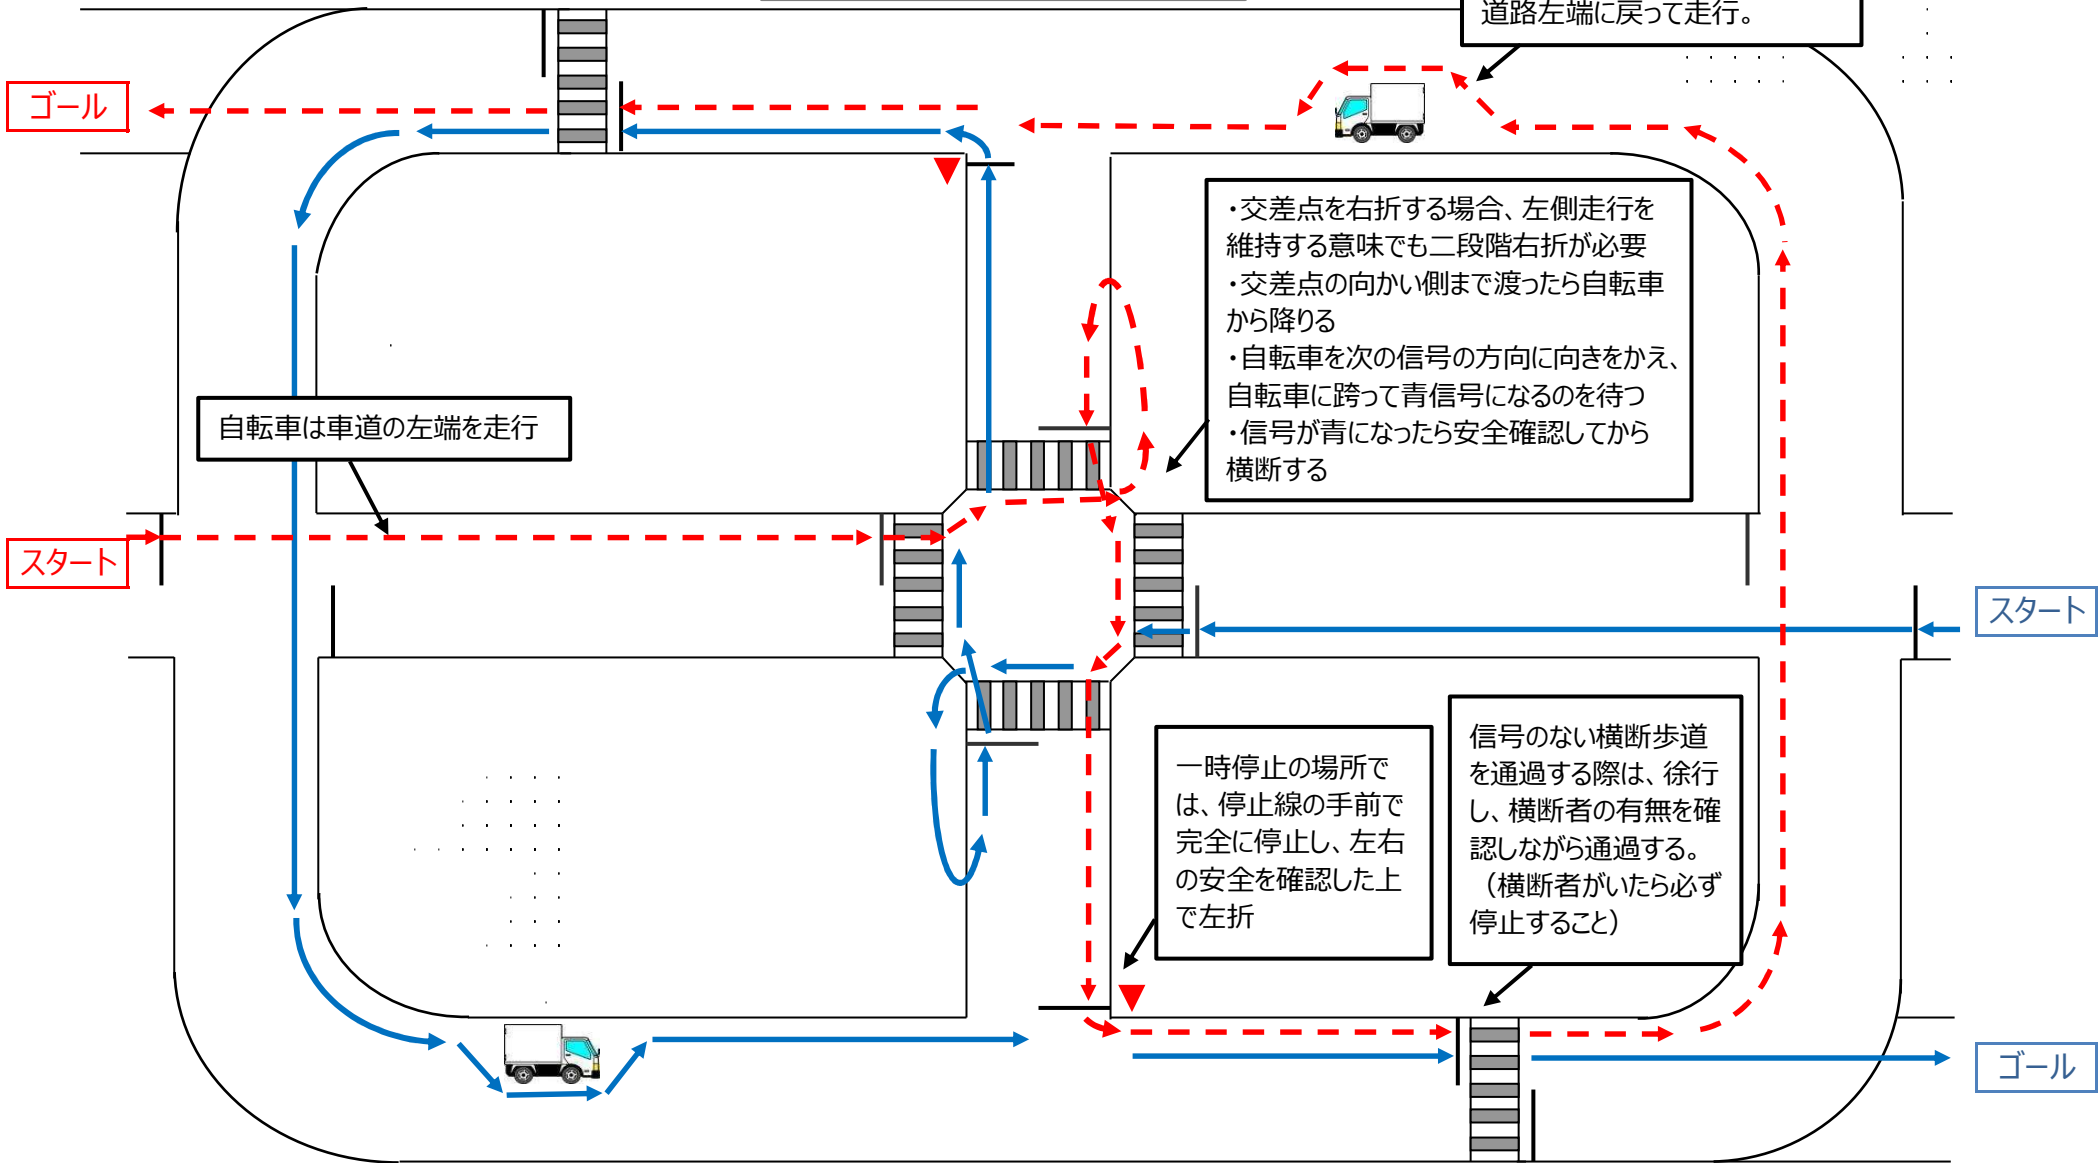 道路左端に戻って走行。
ゴール
・交差点を右折する場合、左側走行を
維持する意味でも二段階右折が必要
・交差点の向かい側まで渡ったら自転車
から降りる
・自転車を次の信号の方向に向きをかえ、
自転車に跨って青信号になるのを待つ
・信号が青になったら安全確認してから
横断する
自転車は車道の左端を走行
スタート
スタート
一時停止の場所で
は、停止線の手前で
完全に停止し、左右
の安全を確認した上
で左折
信号のない横断歩道
を通過する際は、徐行
し、横断者の有無を確
認しながら通過する。
（横断者がいたら必ず
停止すること）
ゴール